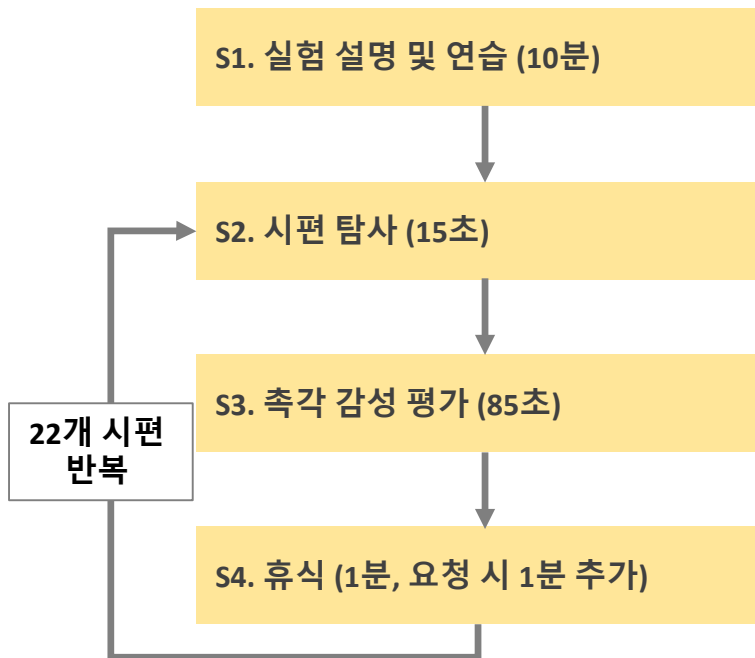 S1. 실험 설명 및 연습 (10분)
S2. 시편 탐사 (15초)
S3. 촉각 감성 평가 (85초)
22개 시편
반복
S4. 휴식 (1분, 요청 시 1분 추가)